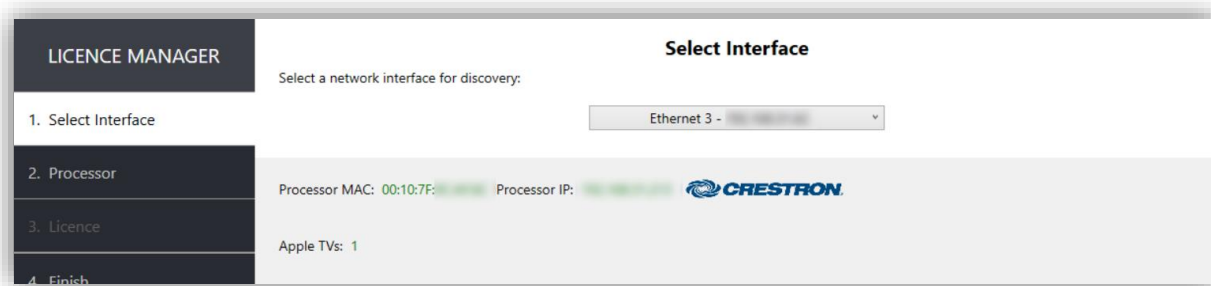 LICENCE MANAGER
Select Interface
Select a network interface for discovery:
1. Select Interface
Ethernet 3 -
2. Processor
Processor MAC: 00:10:7F: Processor IP: CRESTRON
3. Licence
Apple TVs: 1
4. Finish